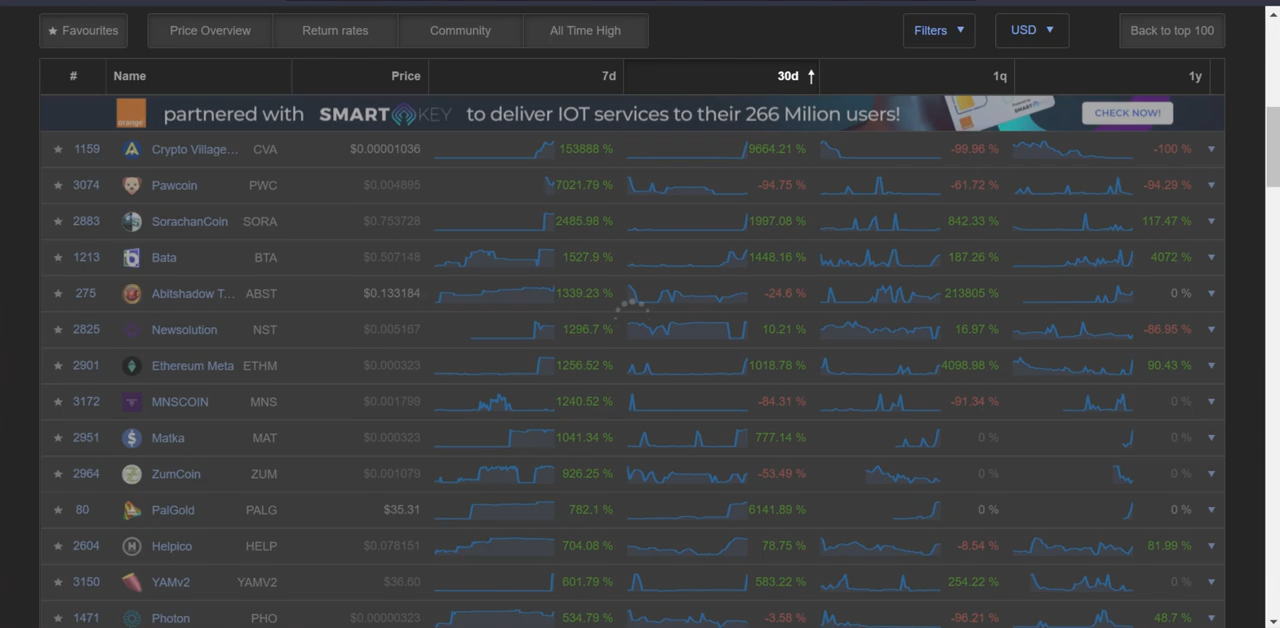 ★ Favourites Price Overview Return rates Community All Time High Filters ▼ USD ▼ Back to top 100
# Name Price 7d 30d ↑ 1q 1y
orange partnered with SMARTKEY to deliver IOT services to their 266 Milion users! CHECK NOW!
★ 1159 Crypto Village... CVA $0.00001036 153888 % 9664.21 % -99.96 % -100 % ▼
★ 3074 Pawcoin PWC $0.004895 7021.79 % -94.75 % -61.72 % -94.29 % ▼
★ 2883 SorachanCoin SORA $0.753728 2485.98 % 1997.08 % 842.33 % 117.47 % ▼
★ 1213 Bata BTA $0.507148 1527.9 % 1448.16 % 187.26 % 4072 % ▼
★ 275 Abitshadow T... ABST $0.133184 1339.23 % -24.6 % 213805 % 0 % ▼
★ 2825 Newsolution NST $0.005167 1296.7 % 10.21 % 16.97 % -86.95 % ▼
★ 2901 Ethereum Meta ETHM $0.000323 1256.52 % 1018.78 % 4098.98 % 90.43 % ▼
★ 3172 MNSCOIN MNS $0.001799 1240.52 % -84.31 % -91.34 % 0 % ▼
★ 2951 Matka MAT $0.000323 1041.34 % 777.14 % 0 % 0 % ▼
★ 2964 ZumCoin ZUM $0.001079 926.25 % -53.49 % 0 % 0 % ▼
★ 80 PalGold PALG $35.31 782.1 % 6141.89 % 0 % 0 % ▼
★ 2604 Helpico HELP $0.078151 704.08 % 78.75 % -8.54 % 81.99 % ▼
★ 3150 YAMv2 YAMV2 $36.60 601.79 % 583.22 % 254.22 % 0 % ▼
★ 1471 Photon PHO $0.00000323 534.79 % -3.58 % -96.21 % 48.7 % ▼